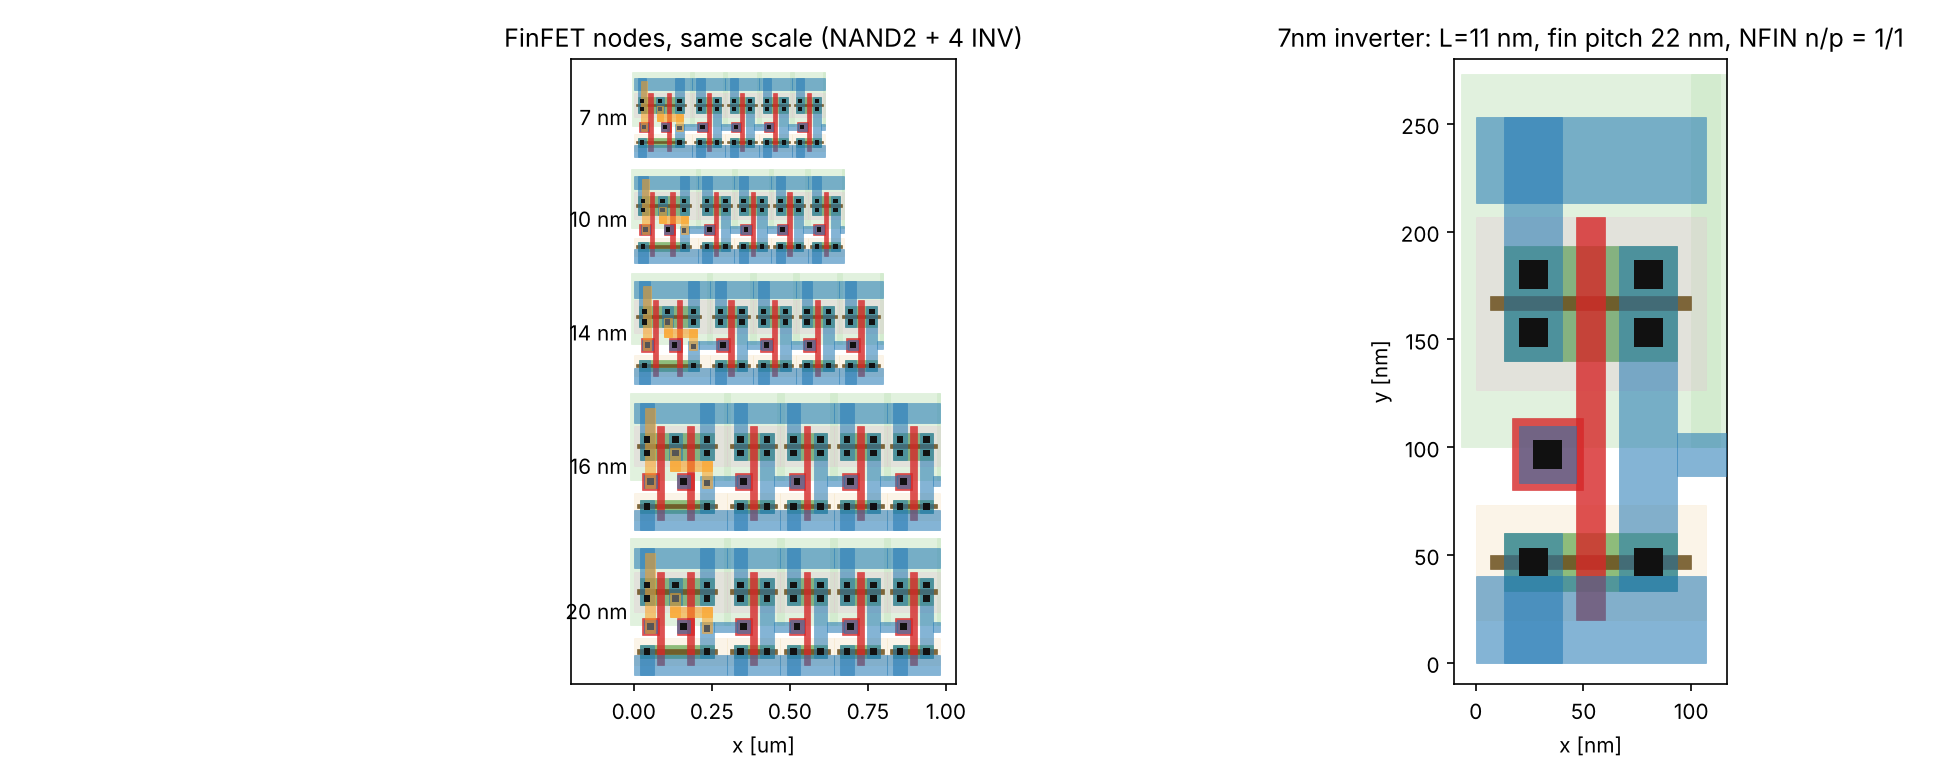 FinFET nodes, same scale (NAND2 + 4 INV)
7 nm
10 nm
14 nm
16 nm
20 nm
0.00 0.25 0.50 0.75 1.00
x [um]
7nm inverter: L=11 nm, fin pitch 22 nm, NFIN n/p = 1/1
250
200
150
100
50
0
y [nm]
0 50 100
x [nm]